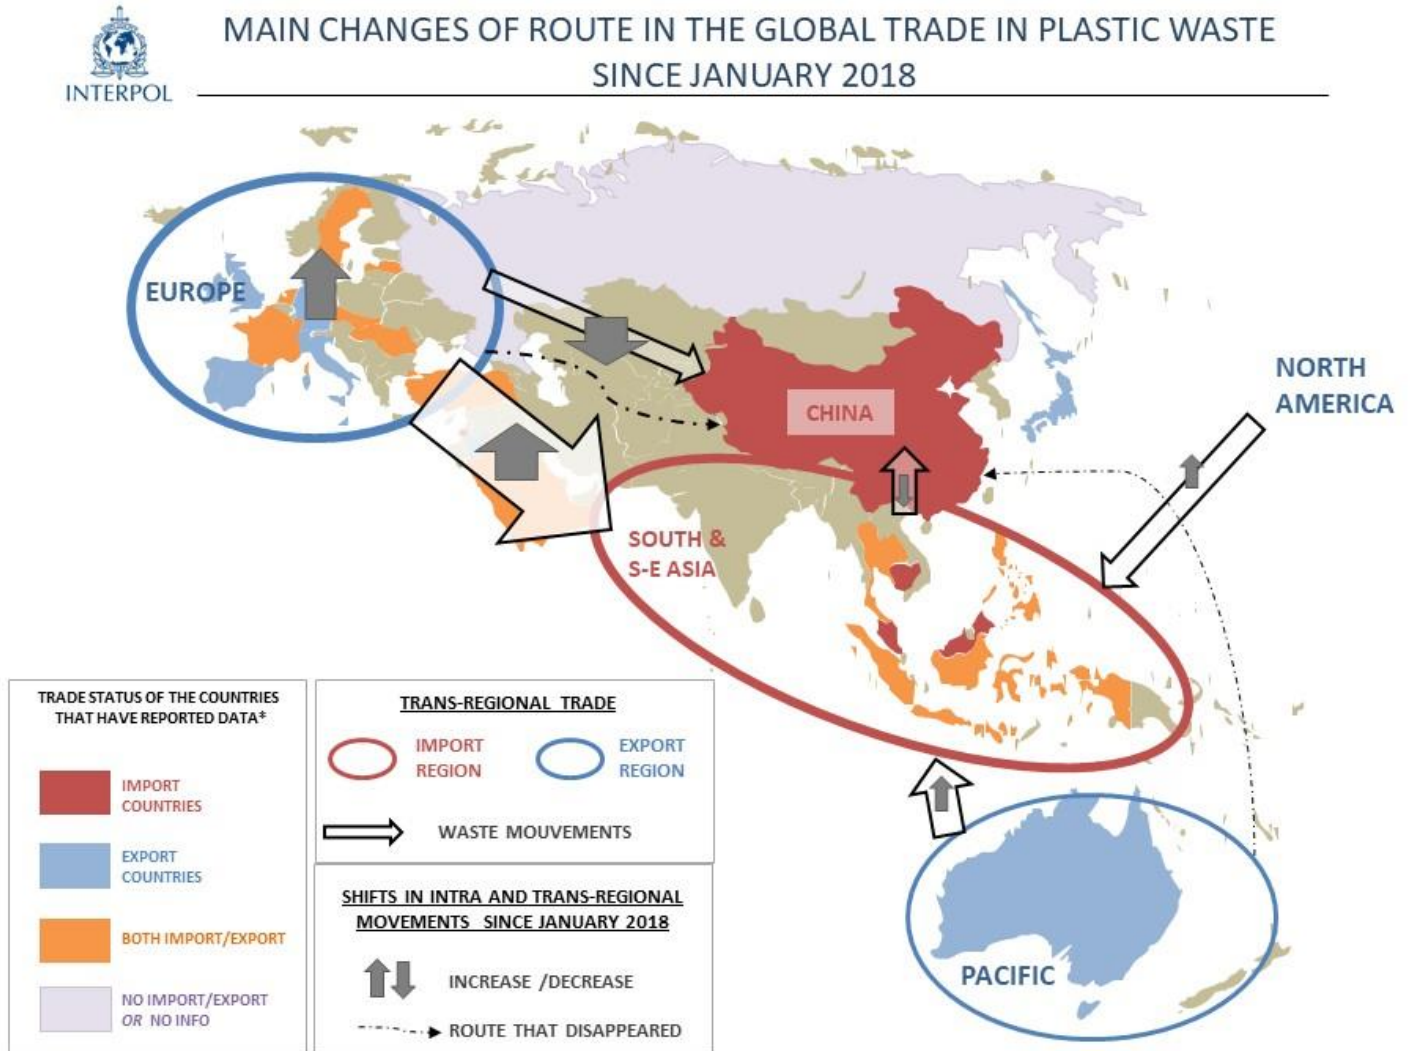 MAIN CHANGES OF ROUTE IN THE GLOBAL TRADE IN PLASTIC WASTE
SINCE JANUARY 2018
INTERPOL
EUROPE
CHINA
NORTH
AMERICA
SOUTH &
S-E ASIA
PACIFIC
TRADE STATUS OF THE COUNTRIES
THAT HAVE REPORTED DATA*
IMPORT
COUNTRIES
EXPORT
COUNTRIES
BOTH IMPORT/EXPORT
NO IMPORT/EXPORT
OR NO INFO
TRANS-REGIONAL TRADE
IMPORT
REGION
EXPORT
REGION
WASTE MOUVEMENTS
SHIFTS IN INTRA AND TRANS-REGIONAL
MOVEMENTS SINCE JANUARY 2018
INCREASE /DECREASE
ROUTE THAT DISAPPEARED